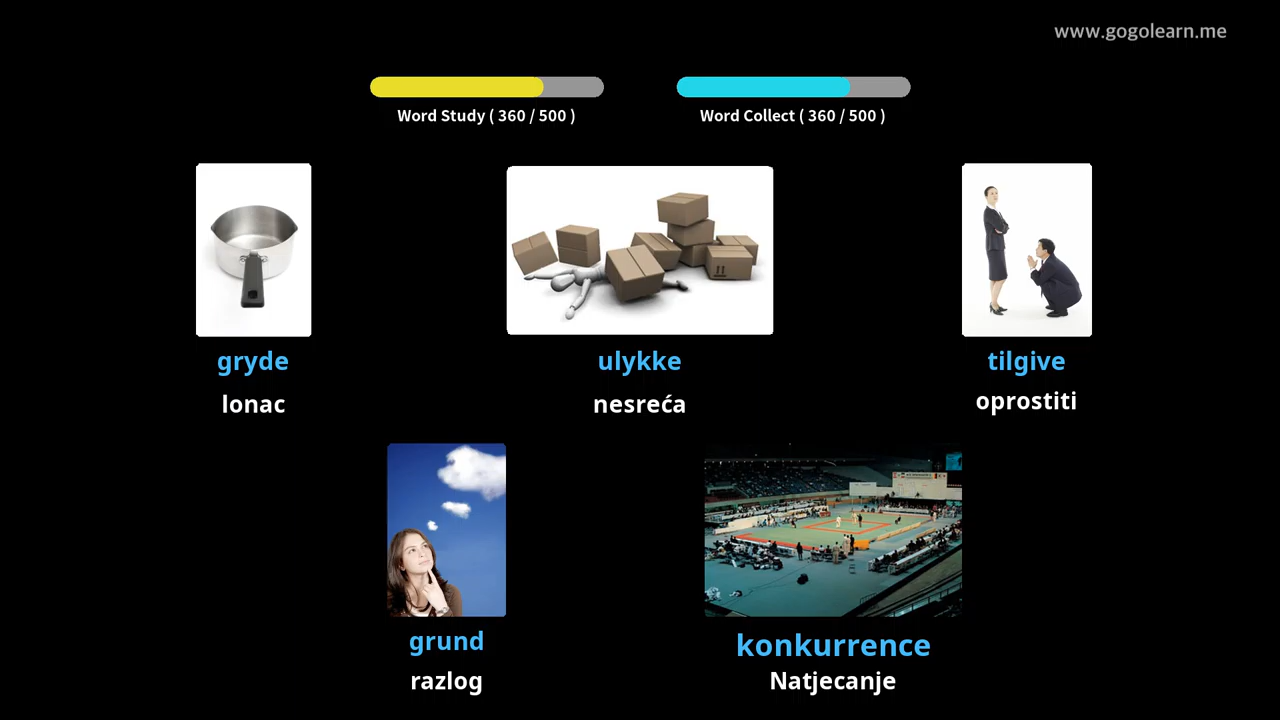 www.gogolearn.me
Word Study ( 360 / 500 )
Word Collect ( 360 / 500 )
gryde
lonac
ulykke
nesreća
tilgive
oprostiti
grund
razlog
konkurrence
Natjecanje